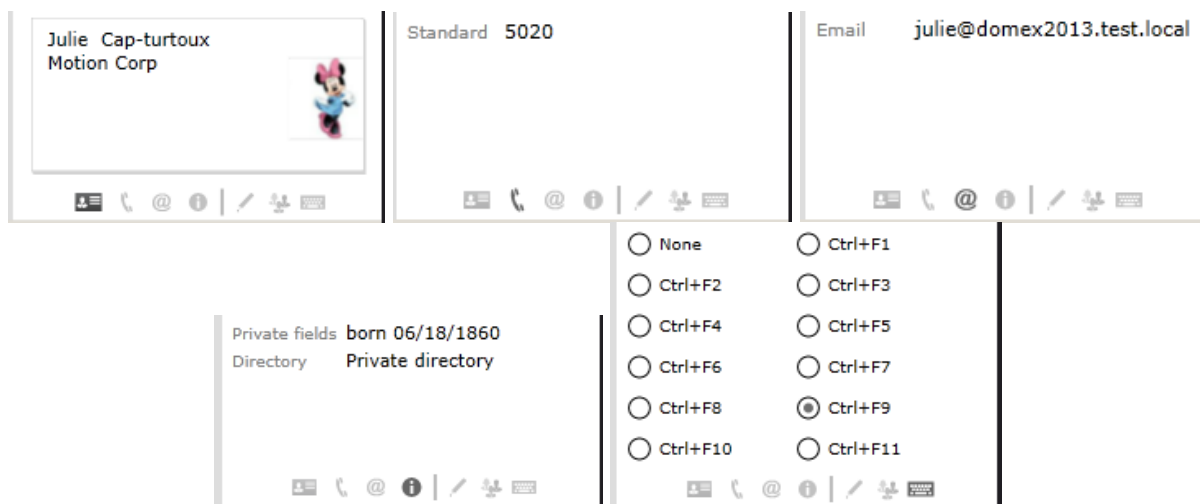 Julie Cap-turtoux
Motion Corp
Standard 5020
Email julie@domex2013.test.local
Private fields born 06/18/1860
Directory Private directory
None Ctrl+F1
Ctrl+F2 Ctrl+F3
Ctrl+F4 Ctrl+F5
Ctrl+F6 Ctrl+F7
Ctrl+F8 Ctrl+F9
Ctrl+F10 Ctrl+F11